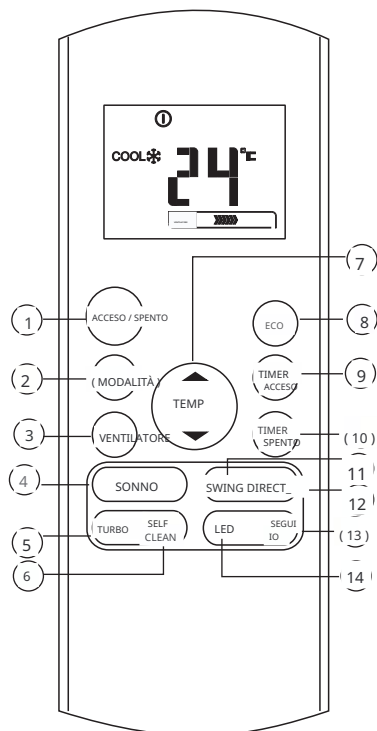 COOL 24 °C
7
ACCESO / SPENTO
1
ECO
8
2
( MODALITÀ )
TEMP
TIMER
ACCESO
9
3
VENTILATORE
TIMER
SPENTO
( 10 )
11
4
SONNO
SWING DIRECT_
12
5
TURBO
SELF
CLEAN
LED
SEGUI
IO
( 13 )
6
14